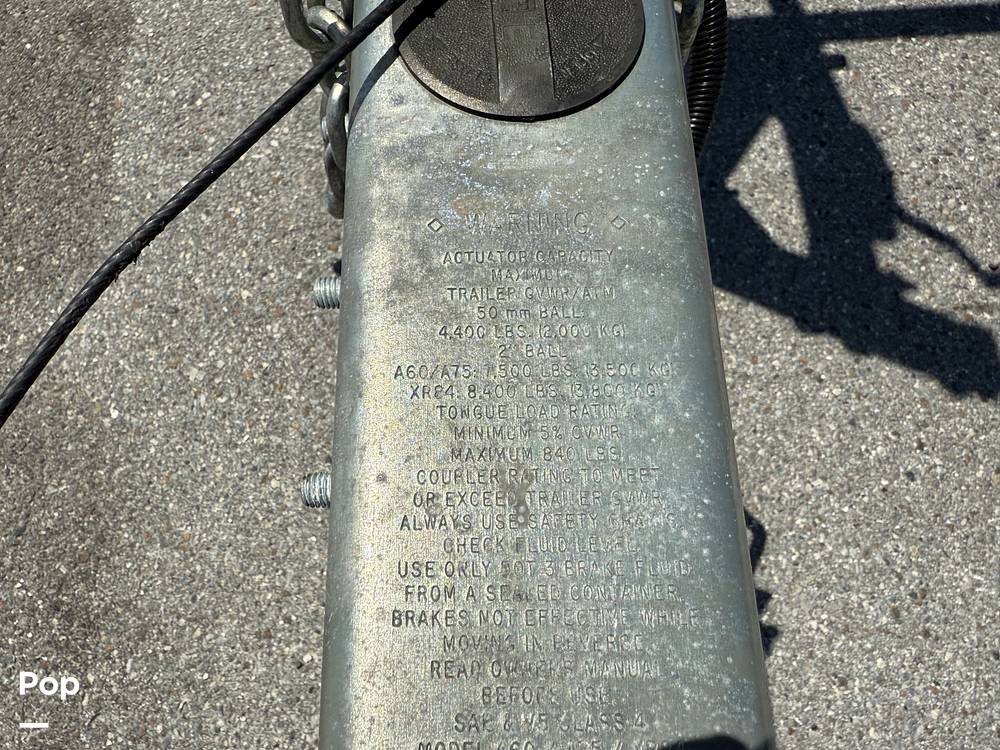 WARNING
ACTUATOR CAPACITY
MAXIMUM
TRAILER GVWR/ATM
50 mm BALL:
4,400 LBS. (2,000 KG)
2" BALL
A60/A75: 7,500 LBS. (3,500 KG)
XR84: 8,400 LBS. (3,800 KG)
TONGUE LOAD RATING:
MINIMUM 5% GVWR
MAXIMUM 840 LBS.
COUPLER RATING TO MEET
OR EXCEED TRAILER GVWR.
ALWAYS USE SAFETY CHAINS.
CHECK FLUID LEVEL.
USE ONLY DOT 3 BRAKE FLUID
FROM A SEALED CONTAINER.
BRAKES NOT EFFECTIVE WHILE
MOVING IN REVERSE.
READ OWNERS MANUAL
BEFORE USE
SAE CLASS 4
MODEL A60
Pop